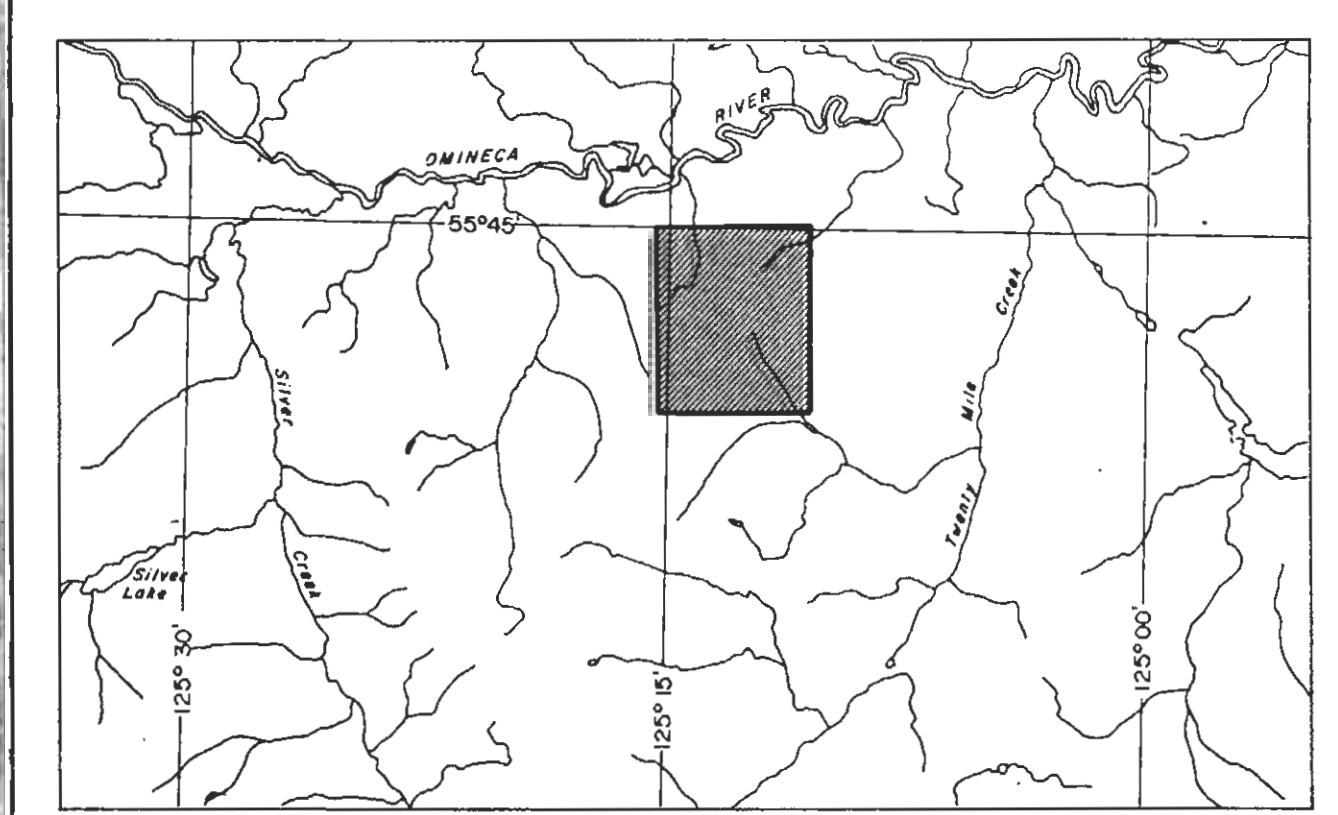 RIVER
OMINECA
55°45'
Creek
Silver
Mile
Twenty
Creek
Silver
Lake
125° 30'
125° 15'
125° 00'